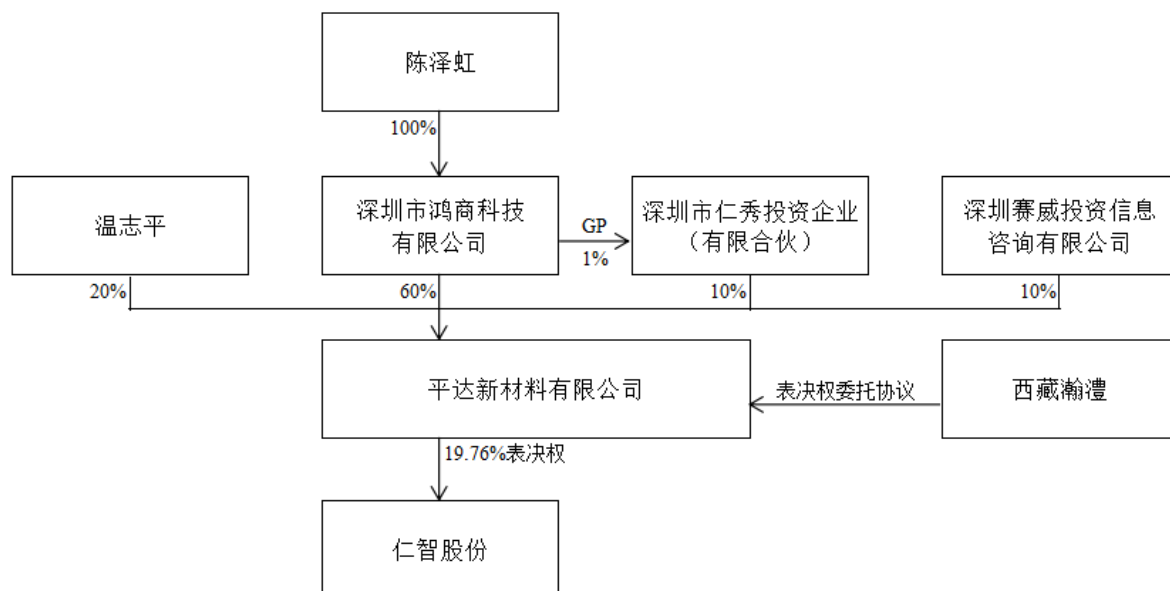 陈泽虹
100%
温志平
深圳市鸿商科技
有限公司
GP
1%
深圳市仁秀投资企业
（有限合伙）
深圳赛威投资信息
咨询有限公司
20%
60%
10%
10%
平达新材料有限公司
表决权委托协议
西藏瀚澧
19.76%表决权
仁智股份